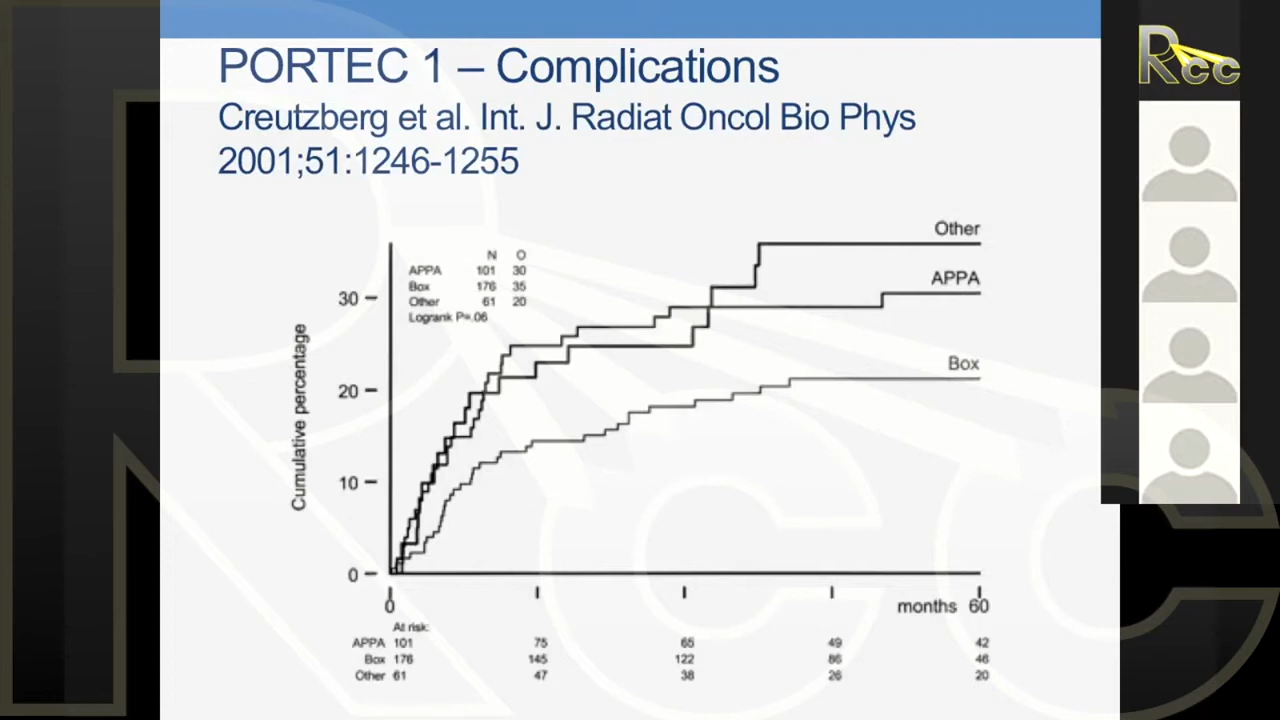 PORTEC 1 – Complications
Creutzberg et al. Int. J. Radiat Oncol Bio Phys
2001;51:1246-1255
Rcc
Other
N O
APPA 101 30
Box 176 35
Other 61 20
Logrank P=.06
APPA
Box
30
20
10
0
Cumulative percentage
0 months 60
At risk:
APPA 101 75 65 49 42
Box 176 145 122 86 46
Other 61 47 38 26 20